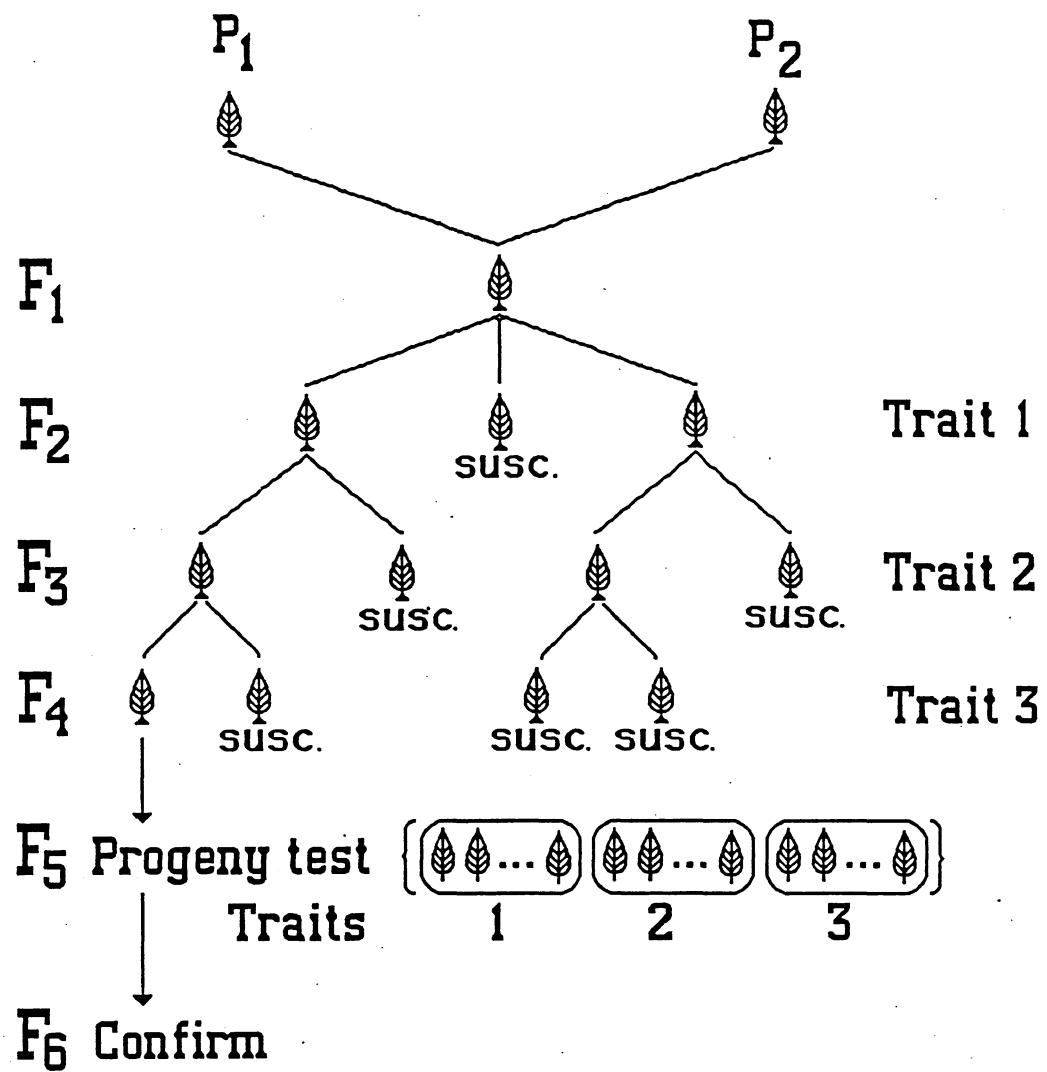 P1 P2
F1
F2 Trait 1
susc.
F3 Trait 2
susc. susc.
F4 Trait 3
susc. susc. susc.
F5 Progeny test { ... ... ... }
Traits 1 2 3
F6 Confirm